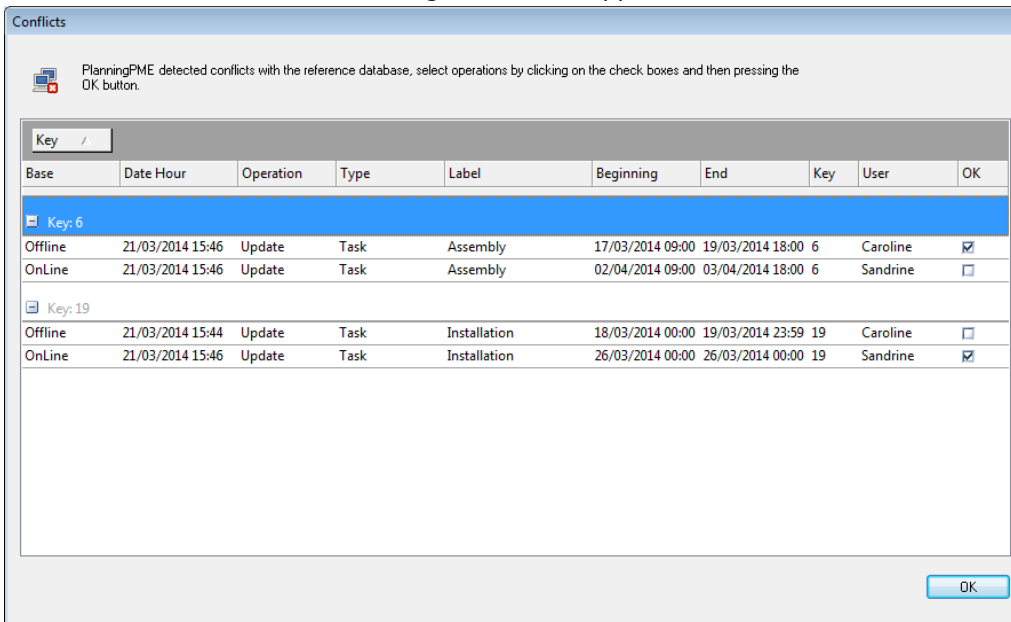 Conflicts
PlanningPME detected conflicts with the reference database, select operations by clicking on the check boxes and then pressing the
OK button.
Key
Base Date Hour Operation Type Label Beginning End Key User OK
Key: 6
Offline 21/03/2014 15:46 Update Task Assembly 17/03/2014 09:00 19/03/2014 18:00 6 Caroline
OnLine 21/03/2014 15:46 Update Task Assembly 02/04/2014 09:00 03/04/2014 18:00 6 Sandrine
Key: 19
Offline 21/03/2014 15:44 Update Task Installation 18/03/2014 00:00 19/03/2014 23:59 19 Caroline
OnLine 21/03/2014 15:46 Update Task Installation 26/03/2014 00:00 26/03/2014 00:00 19 Sandrine
OK